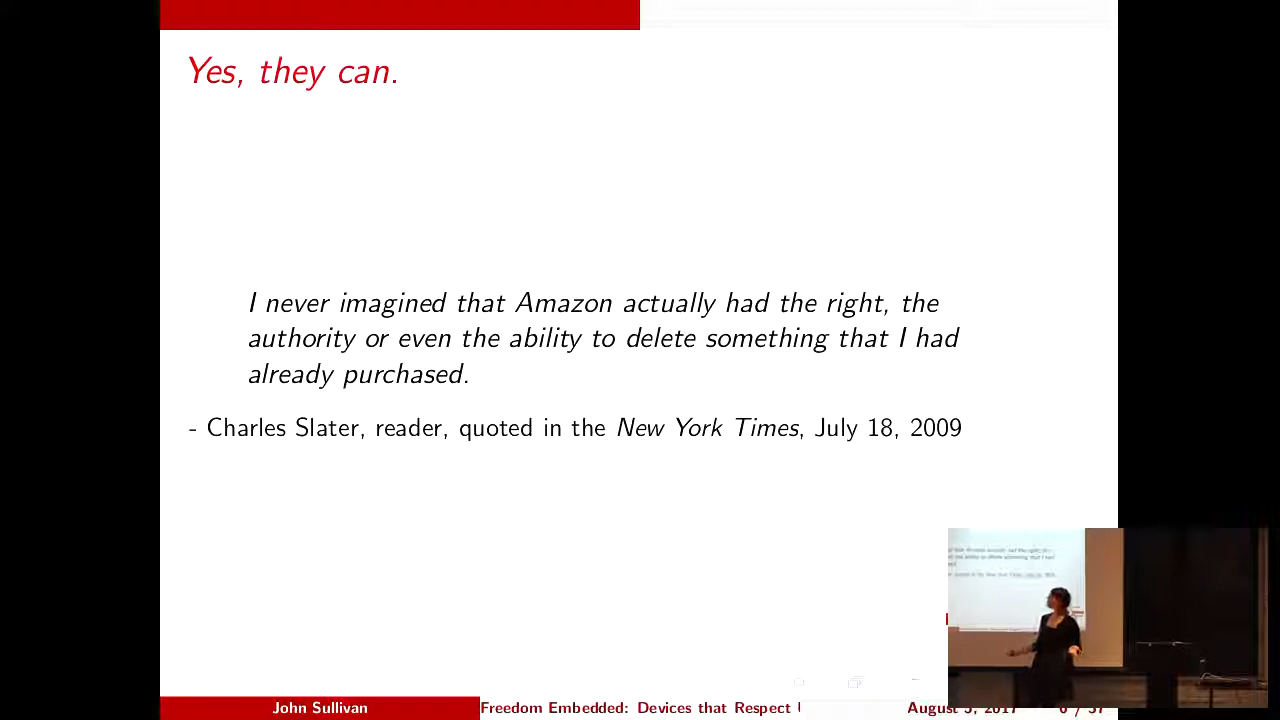 Yes, they can.
I never imagined that Amazon actually had the right, the
authority or even the ability to delete something that I had
already purchased.
- Charles Slater, reader, quoted in the New York Times, July 18, 2009
John Sullivan Freedom Embedded: Devices that Respect August